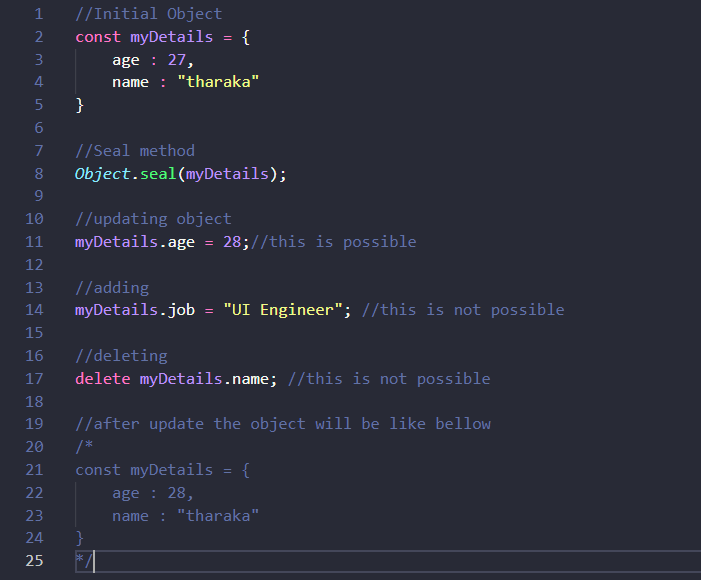 1 //Initial Object
2 const myDetails = {
3 age : 27,
4 name : "tharaka"
5 }
6
7 //Seal method
8 Object.seal(myDetails);
9
10 //updating object
11 myDetails.age = 28;//this is possible
12
13 //adding
14 myDetails.job = "UI Engineer"; //this is not possible
15
16 //deleting
17 delete myDetails.name; //this is not possible
18
19 //after update the object will be like bellow
20 /*
21 const myDetails = {
22 age : 28,
23 name : "tharaka"
24 }
25 */